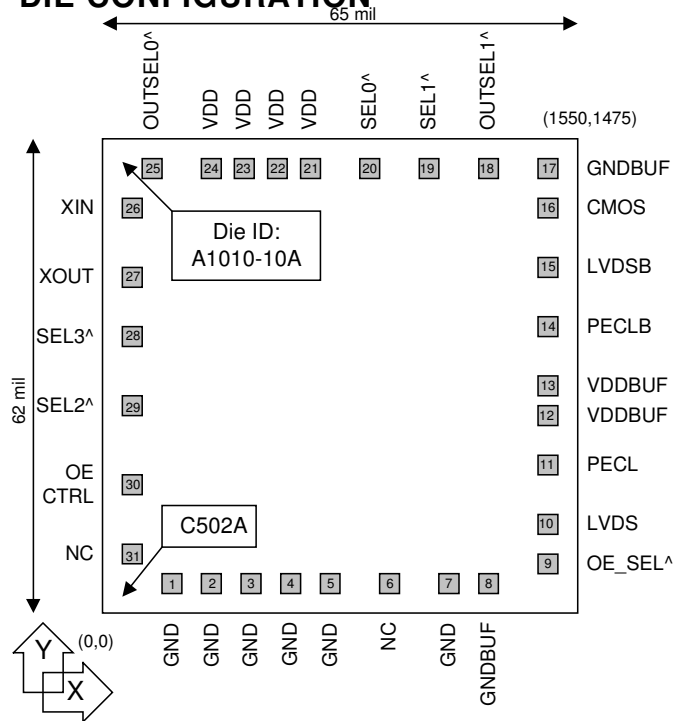 DIE CONFIGURATION
65 mil
OUTSEL0^
VDD
VDD
VDD
VDD
SEL0^
SEL1^
OUTSEL1^
(1550,1475)
25
24
23
22
21
20
19
18
17
GNDBUF
XIN
26
16
CMOS
Die ID:
A1010-10A
XOUT
27
15
LVDSB
SEL3^
28
14
PECLB
62 mil
13
VDDBUF
SEL2^
29
12
VDDBUF
OE
CTRL
30
11
PECL
C502A
10
LVDS
NC
31
9
OE_SEL^
1
2
3
4
5
6
7
8
GND
GND
GND
GND
GND
NC
GND
GNDBUF
(0,0)
Y
X